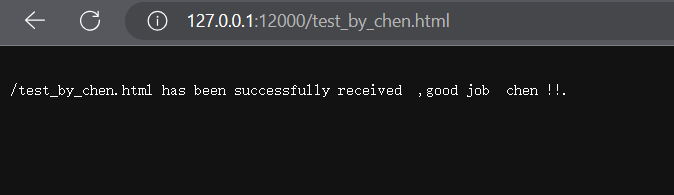 127.0.0.1:12000/test_by_chen.html
/test_by_chen.html has been successfully received  ,good job  chen !!.